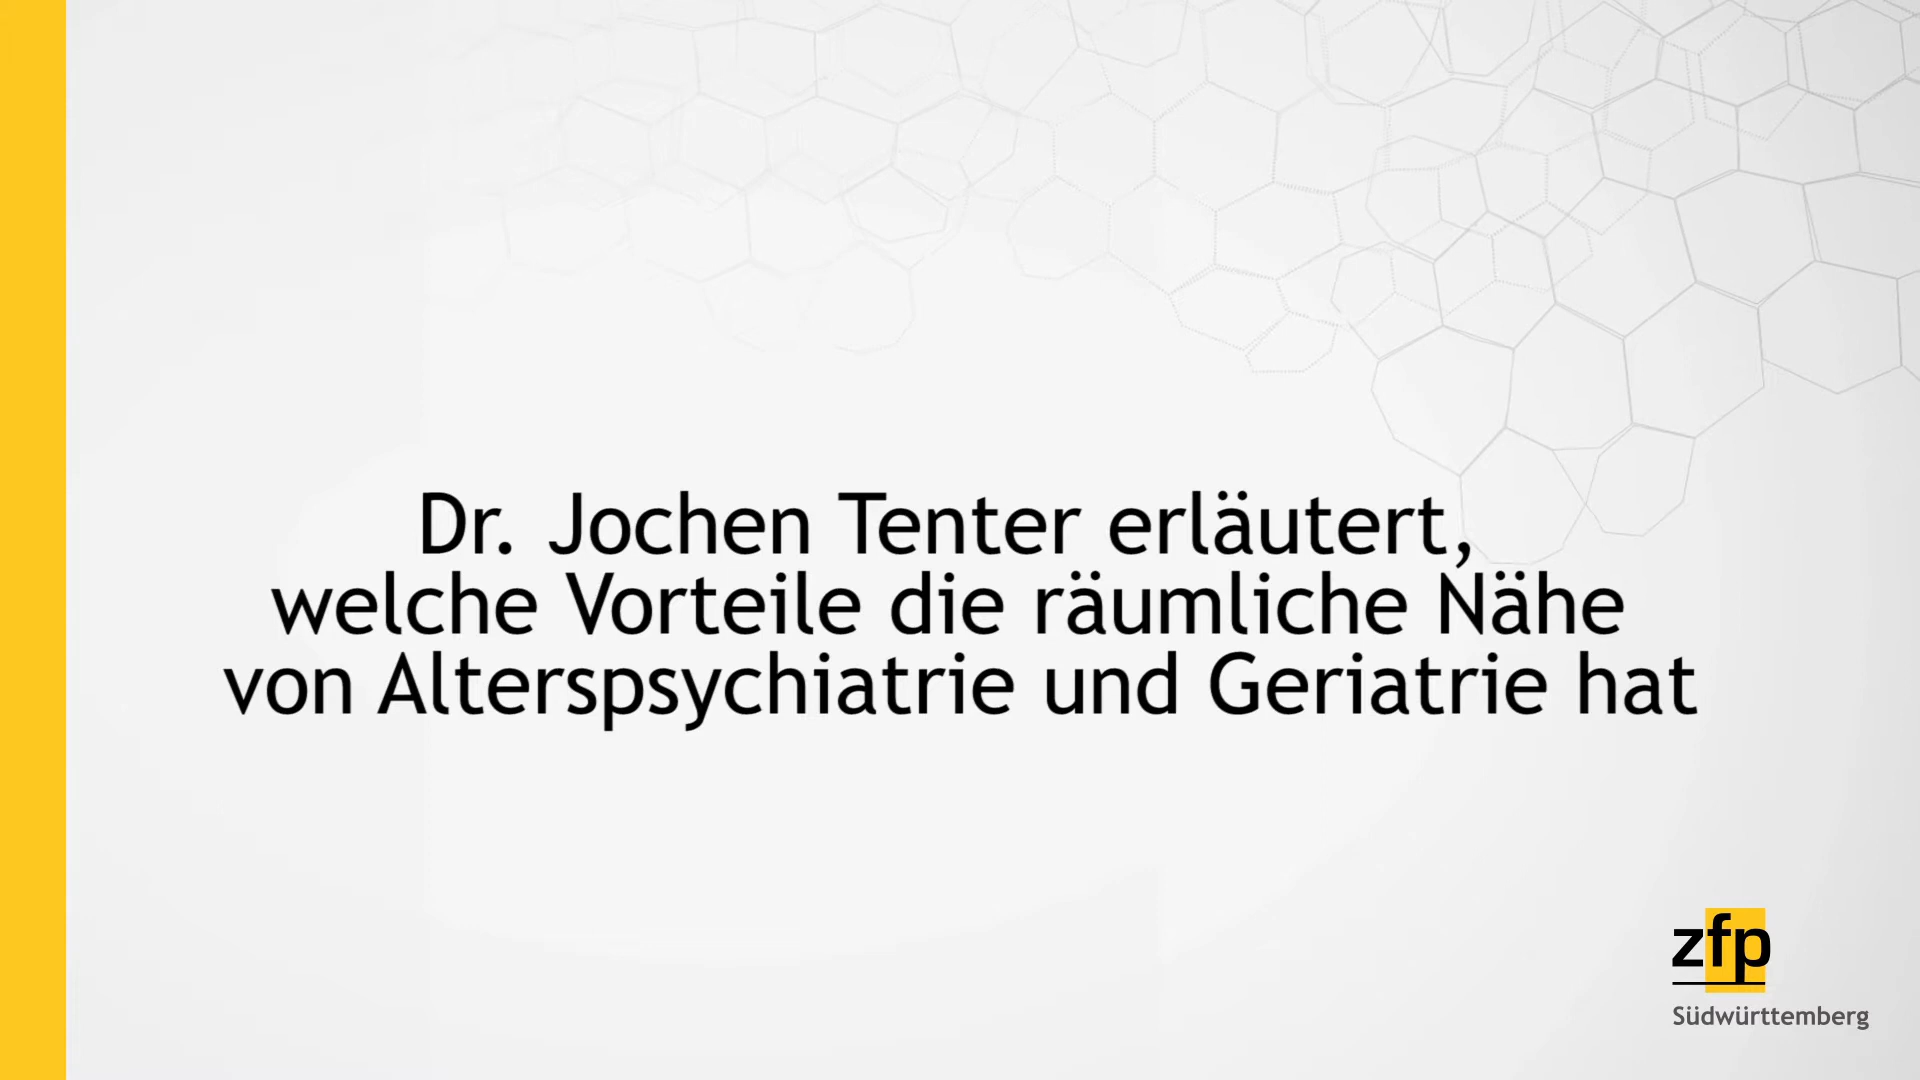 Dr. Jochen Tenter erläutert,
welche Vorteile die räumliche Nähe
von Alterspsychiatrie und Geriatrie hat
zfp
Südwürttemberg